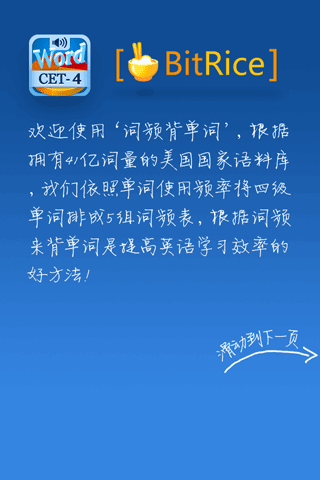 Word
CET-4
[BitRice]
欢迎使用‘词频背单词’，根据
拥有4.1亿词量的美国国家语料库
，我们依照单词使用频率将四级
单词排成5组词频表，根据词频
来背单词是提高英语学习效率的
好方法！
滑动到下一页